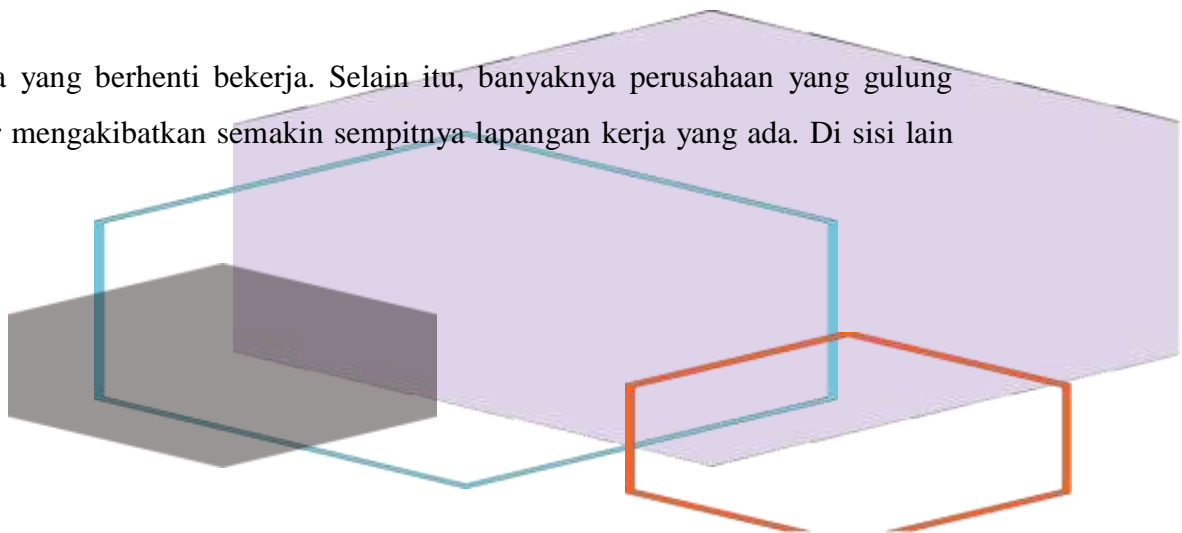 yang berhenti bekerja. Selain itu, banyaknya perusahaan yang gulung
mengakibatkan semakin sempitnya lapangan kerja yang ada. Di sisi lain